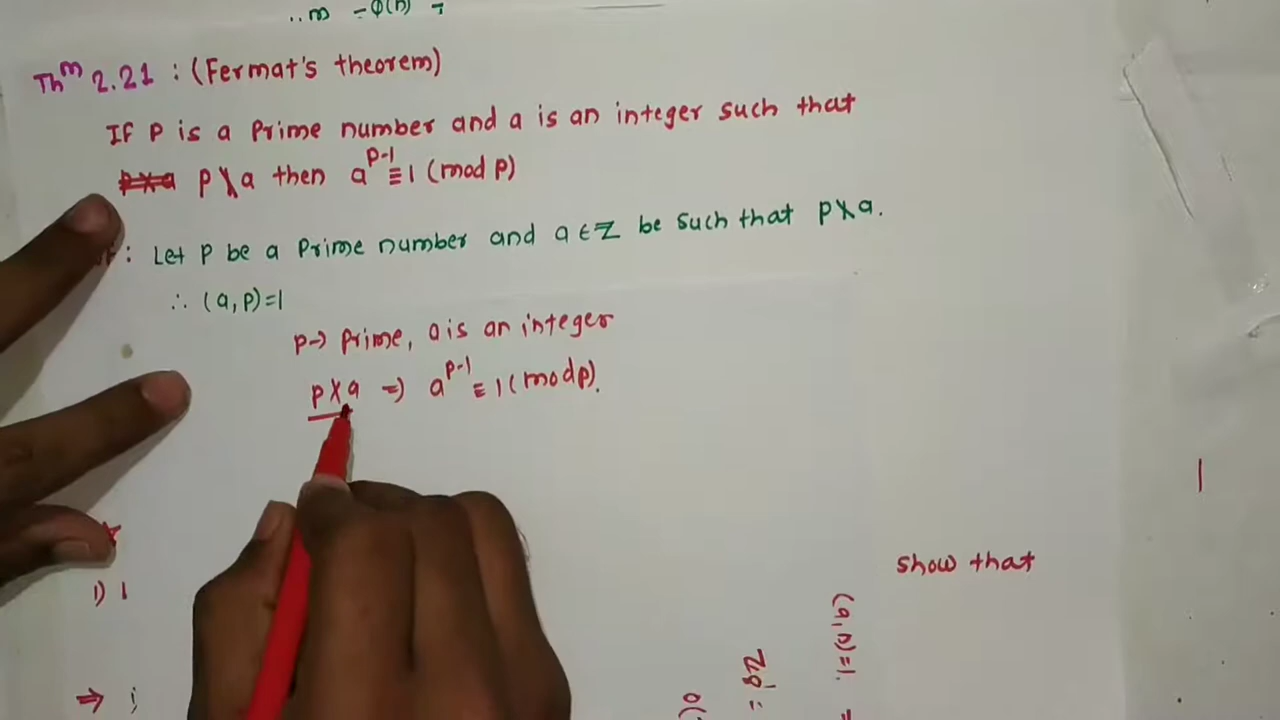 ..m = φ(n) =
Thm 2.21 : (Fermat's theorem)
If P is a Prime number and a is an integer such that
p∤a p∤a then a^p-1 ≡ 1 (mod P)
: Let P be a Prime number and a ∈ Z be such that p∤a.
∴ (a, p) = 1
p → prime, a is an integer
p∤a ⇒ a^p-1 ≡ 1 (mod p).
1) 1
show that
(a, n) = 1.
⇒ i